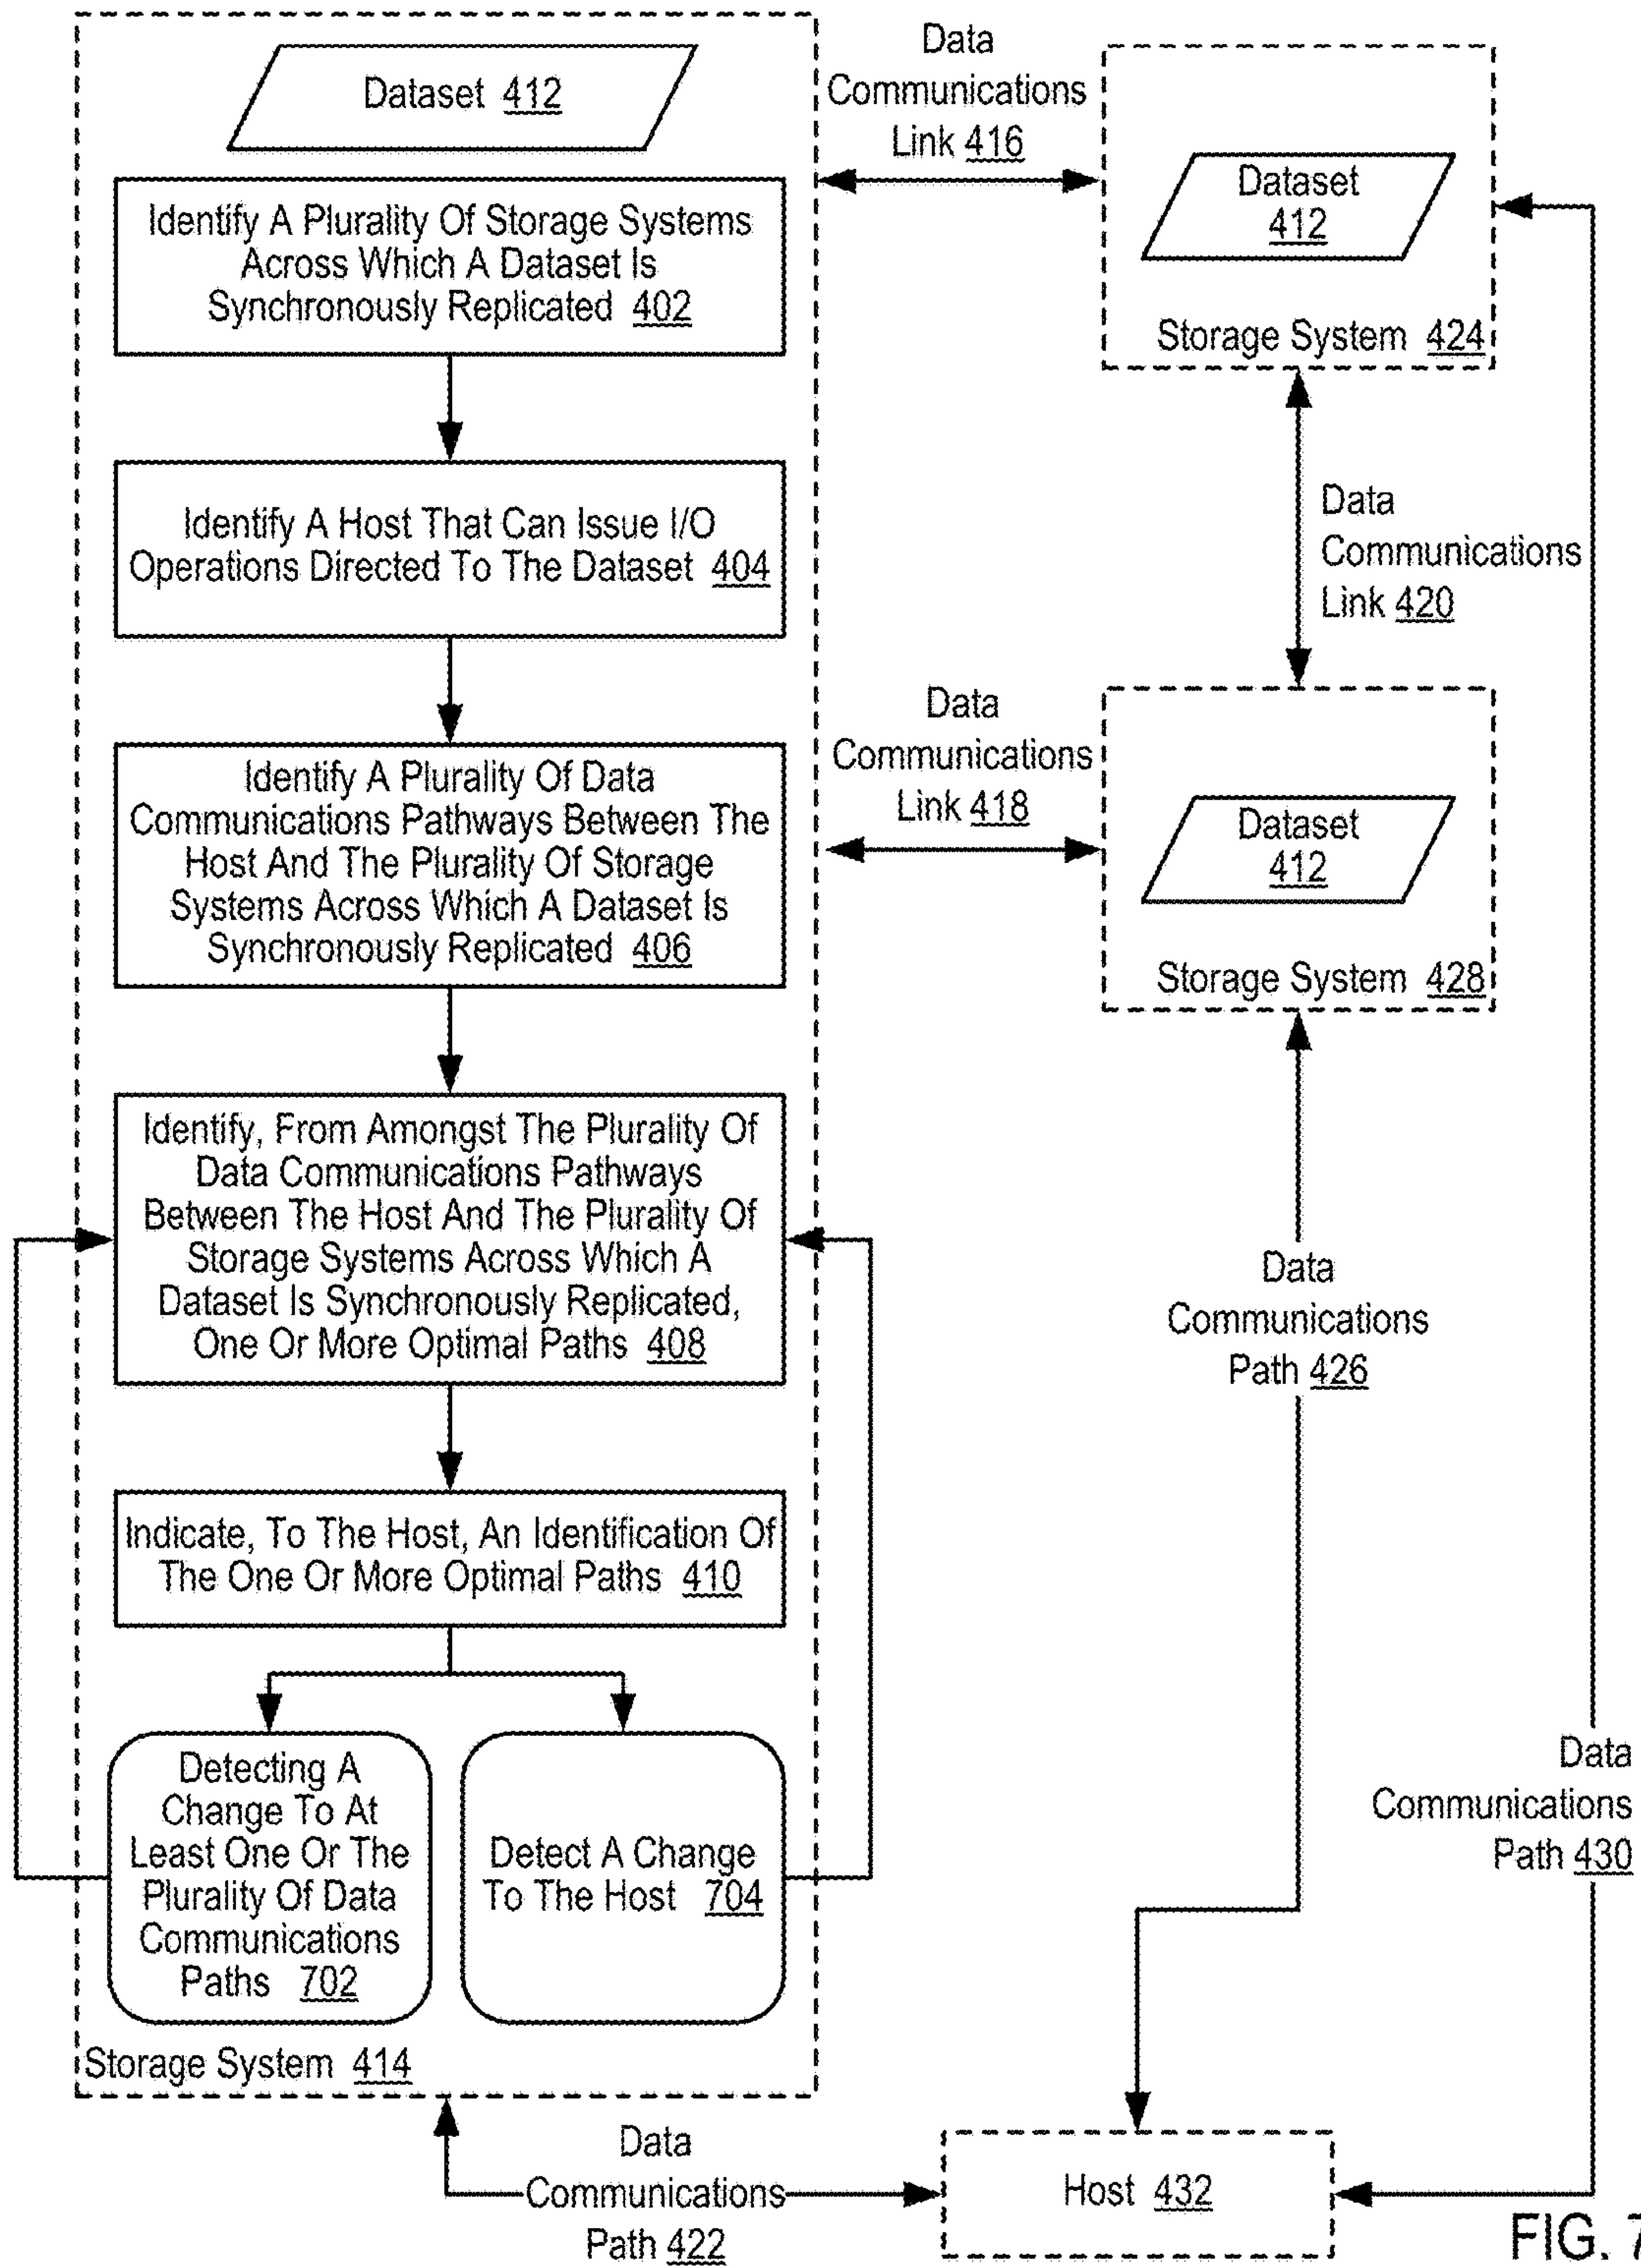 Dataset 412
Identify A Plurality Of Storage Systems
Across Which A Dataset Is
Synchronously Replicated 402
Identify A Host That Can Issue I/O
Operations Directed To The Dataset 404
Identify A Plurality Of Data
Communications Pathways Between The
Host And The Plurality Of Storage
Systems Across Which A Dataset Is
Synchronously Replicated 406
Identify, From Amongst The Plurality Of
Data Communications Pathways
Between The Host And The Plurality Of
Storage Systems Across Which A
Dataset Is Synchronously Replicated,
One Or More Optimal Paths 408
Indicate, To The Host, An Identification Of
The One Or More Optimal Paths 410
Detecting A
Change To At
Least One Or The
Plurality Of Data
Communications
Paths 702
Detect A Change
To The Host 704
Storage System 414
Data
Communications
Link 416
Dataset
412
Storage System 424
Data
Communications
Link 420
Data
Communications
Link 418
Dataset
412
Storage System 428
Data
Communications
Path 426
Data
Communications
Path 430
Data
Communications
Path 422
Host 432
FIG. 7